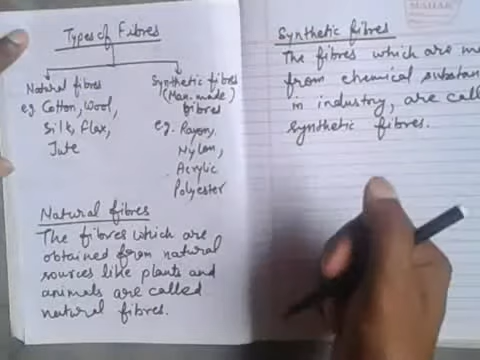 Types of Fibres
Natural fibres
eg. Cotton, Wool,
Silk, Flax,
Jute
Synthetic fibres
(Man-made)
fibres
eg. Rayon,
Nylon,
Acrylic
Polyester
Natural fibres
The fibres which are
obtained from natural
sources like plants and
animals are called
natural fibres.
Synthetic fibres
The fibres which are
from chemical
in industry, are
synthetic fibres.